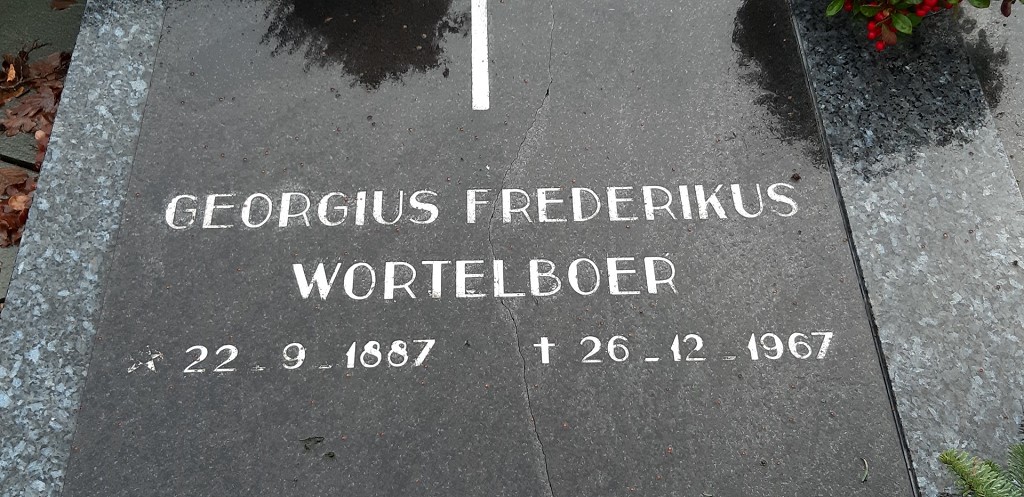 GEORGIUS FREDERIKUS
WORTELBOER
* 22-9-1887 † 26-12-1967